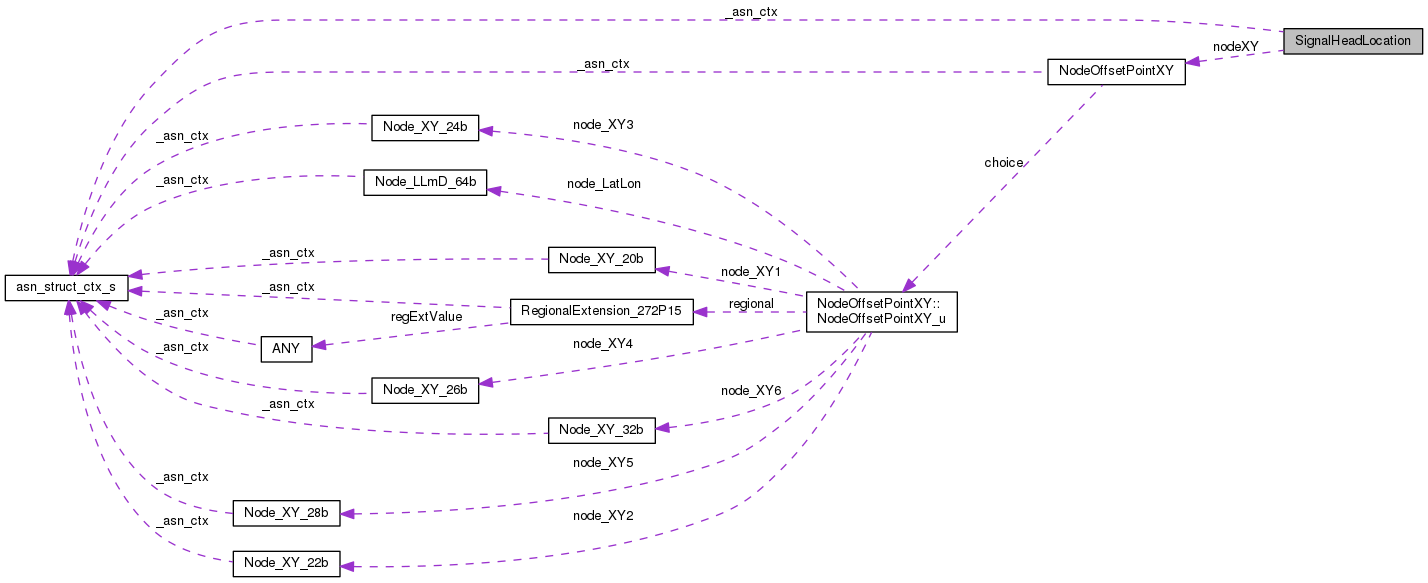 _asn_ctx
SignalHeadLocation
nodeXY
_asn_ctx
NodeOffsetPointXY
node_XY3
Node_XY_24b
_asn_ctx
choice
_asn_ctx
Node_LLmD_64b
node_LatLon
_asn_ctx
Node_XY_20b
node_XY1
asn_struct_ctx_s
_asn_ctx
RegionalExtension_272P15
regional
NodeOffsetPointXY::
NodeOffsetPointXY_u
_asn_ctx
regExtValue
ANY
_asn_ctx
node_XY4
Node_XY_26b
node_XY6
_asn_ctx
Node_XY_32b
node_XY5
_asn_ctx
Node_XY_28b
node_XY2
_asn_ctx
Node_XY_22b